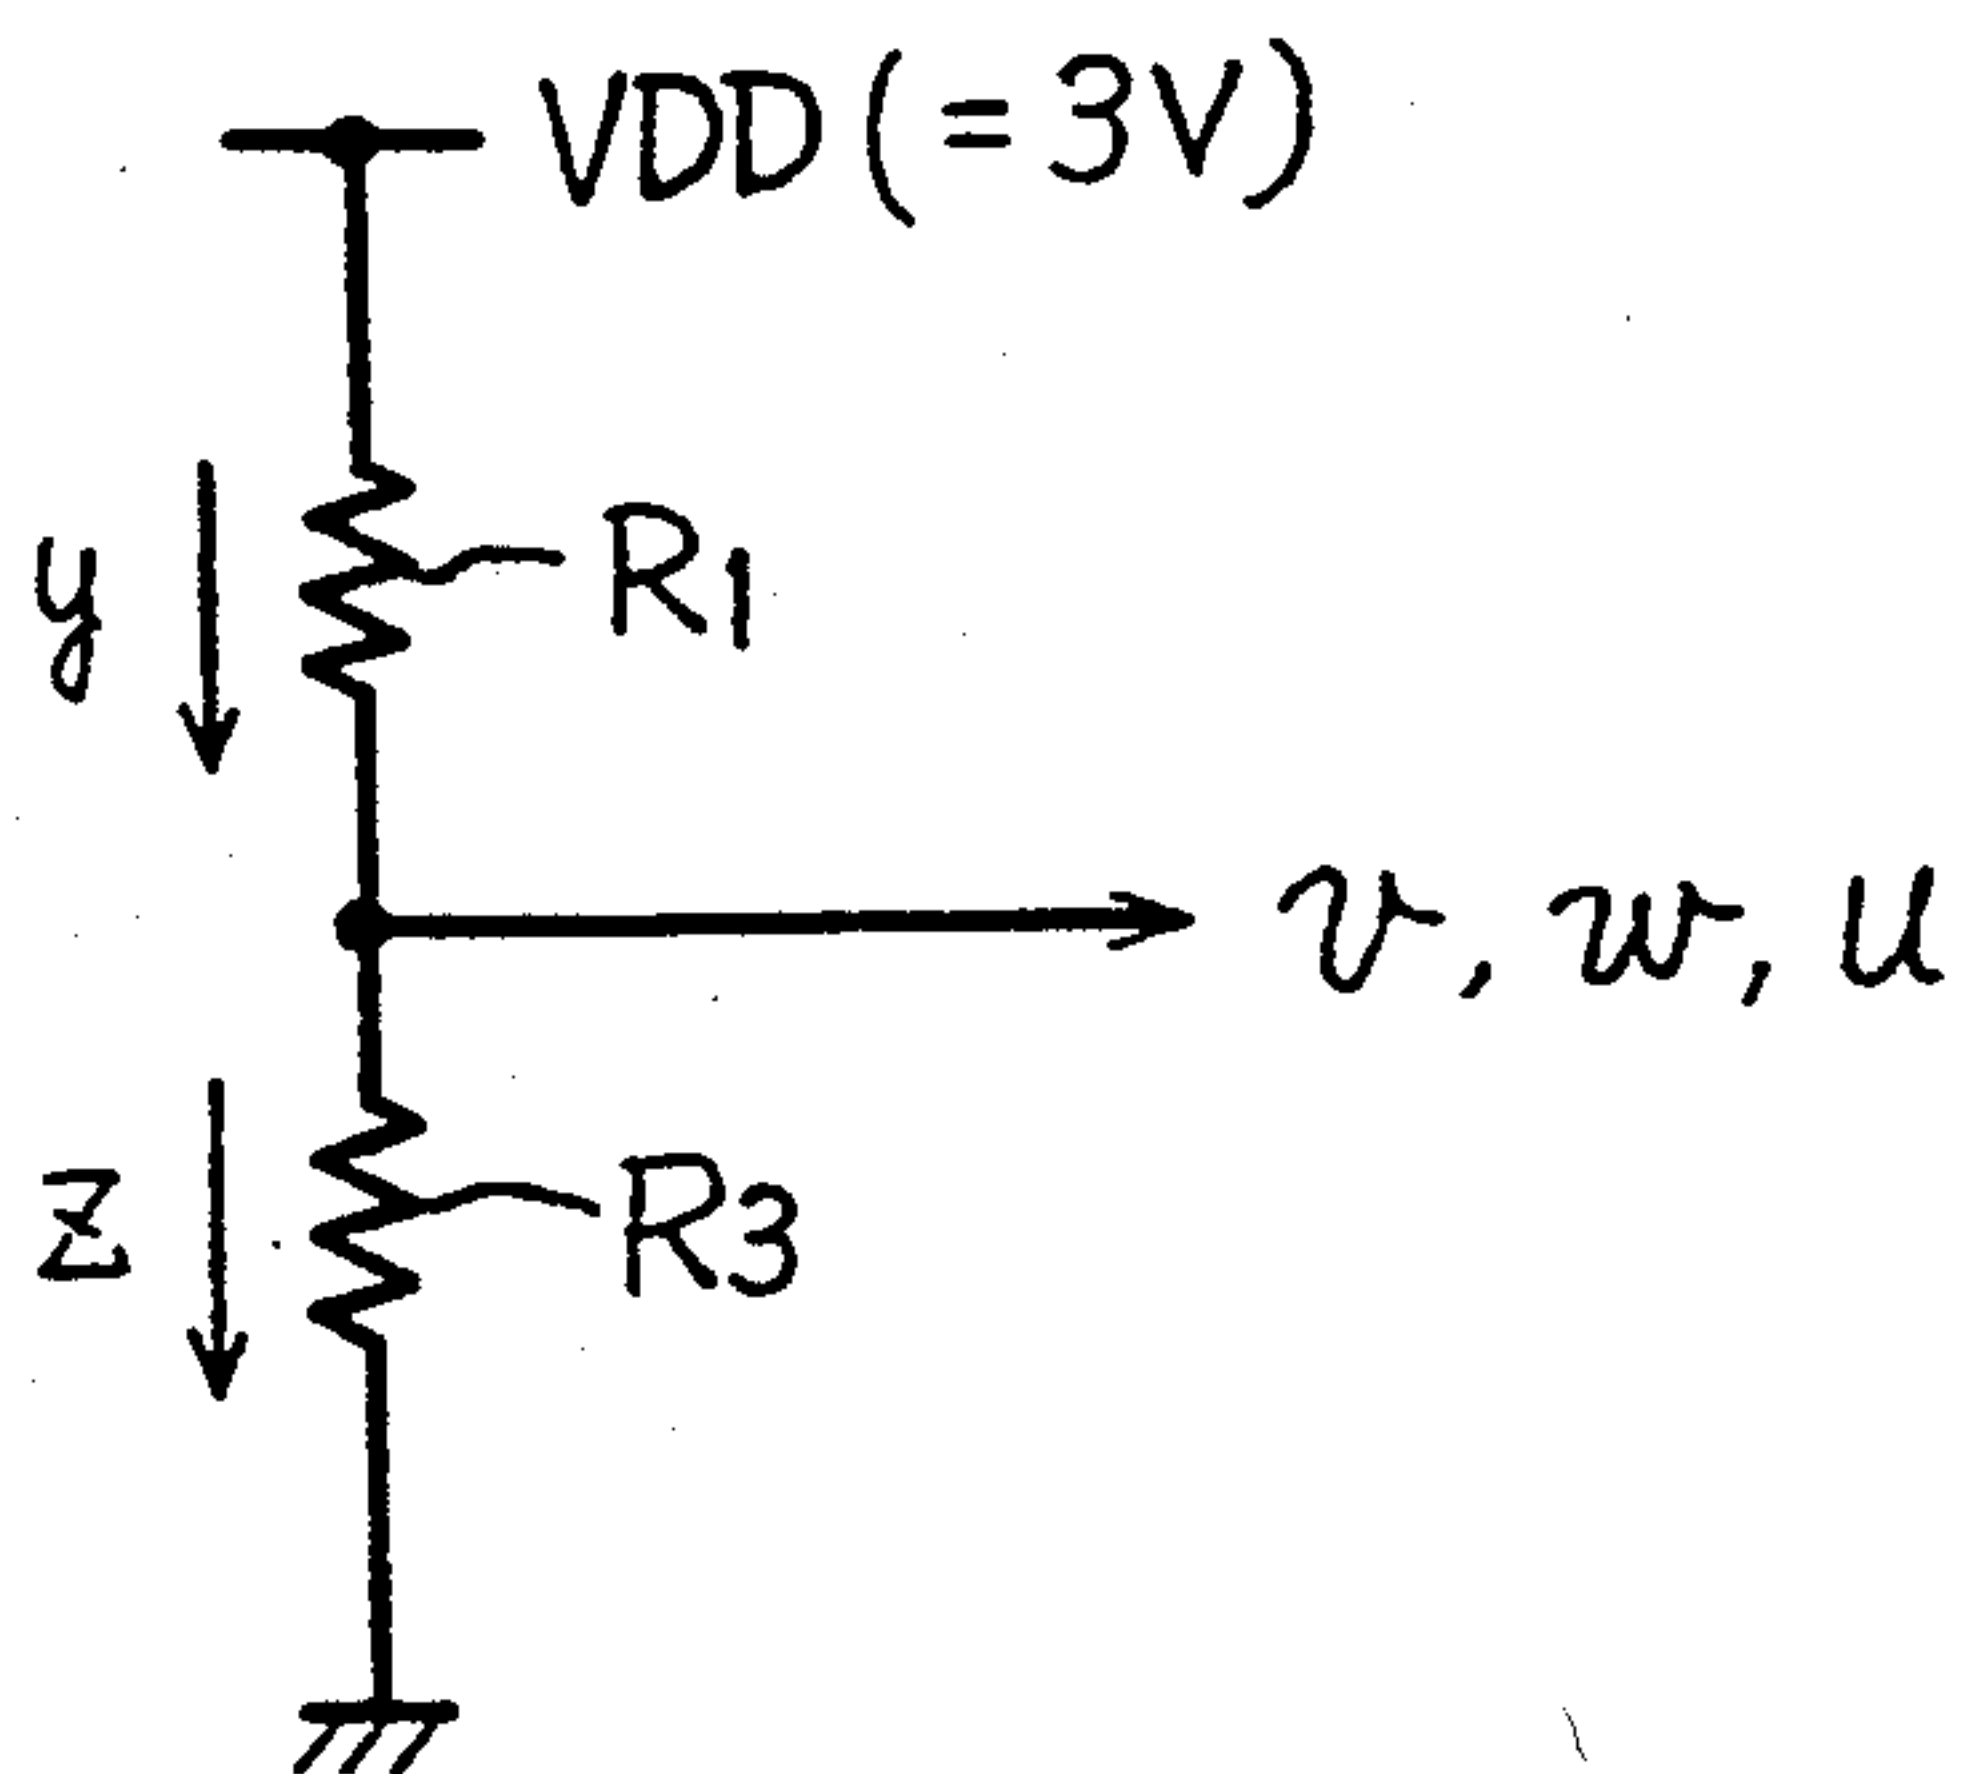 VDD (= 3V)
y
R1
v, w, u
z
R3